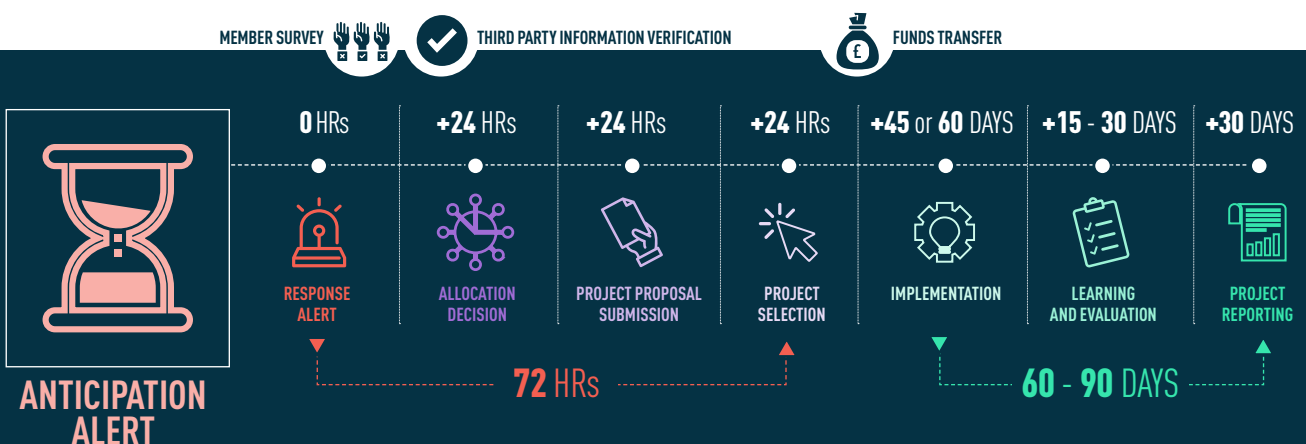 MEMBER SURVEY
THIRD PARTY INFORMATION VERIFICATION
£
FUNDS TRANSFER
0 HRs
+24 HRs
+24 HRs
+24 HRs
+45 or 60 DAYS
+15 - 30 DAYS
+30 DAYS
RESPONSE
ALERT
ALLOCATION
DECISION
PROJECT PROPOSAL
SUBMISSION
PROJECT
SELECTION
IMPLEMENTATION
LEARNING
AND EVALUATION
PROJECT
REPORTING
72 HRs
60 - 90 DAYS
ANTICIPATION
ALERT